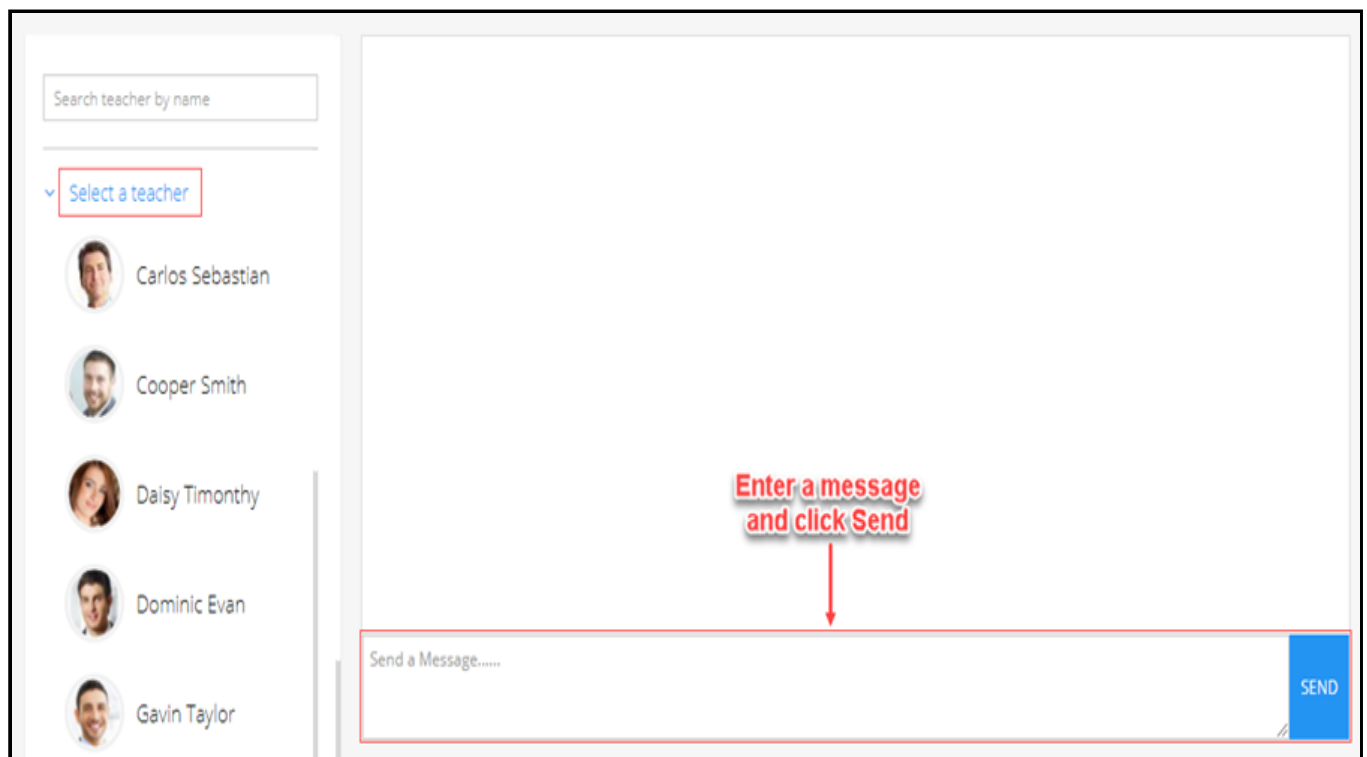 Search teacher by name
Select a teacher
Carlos Sebastian
Cooper Smith
Daisy Timonthy
Dominic Evan
Gavin Taylor
Enter a message
and click Send
Send a Message......
SEND